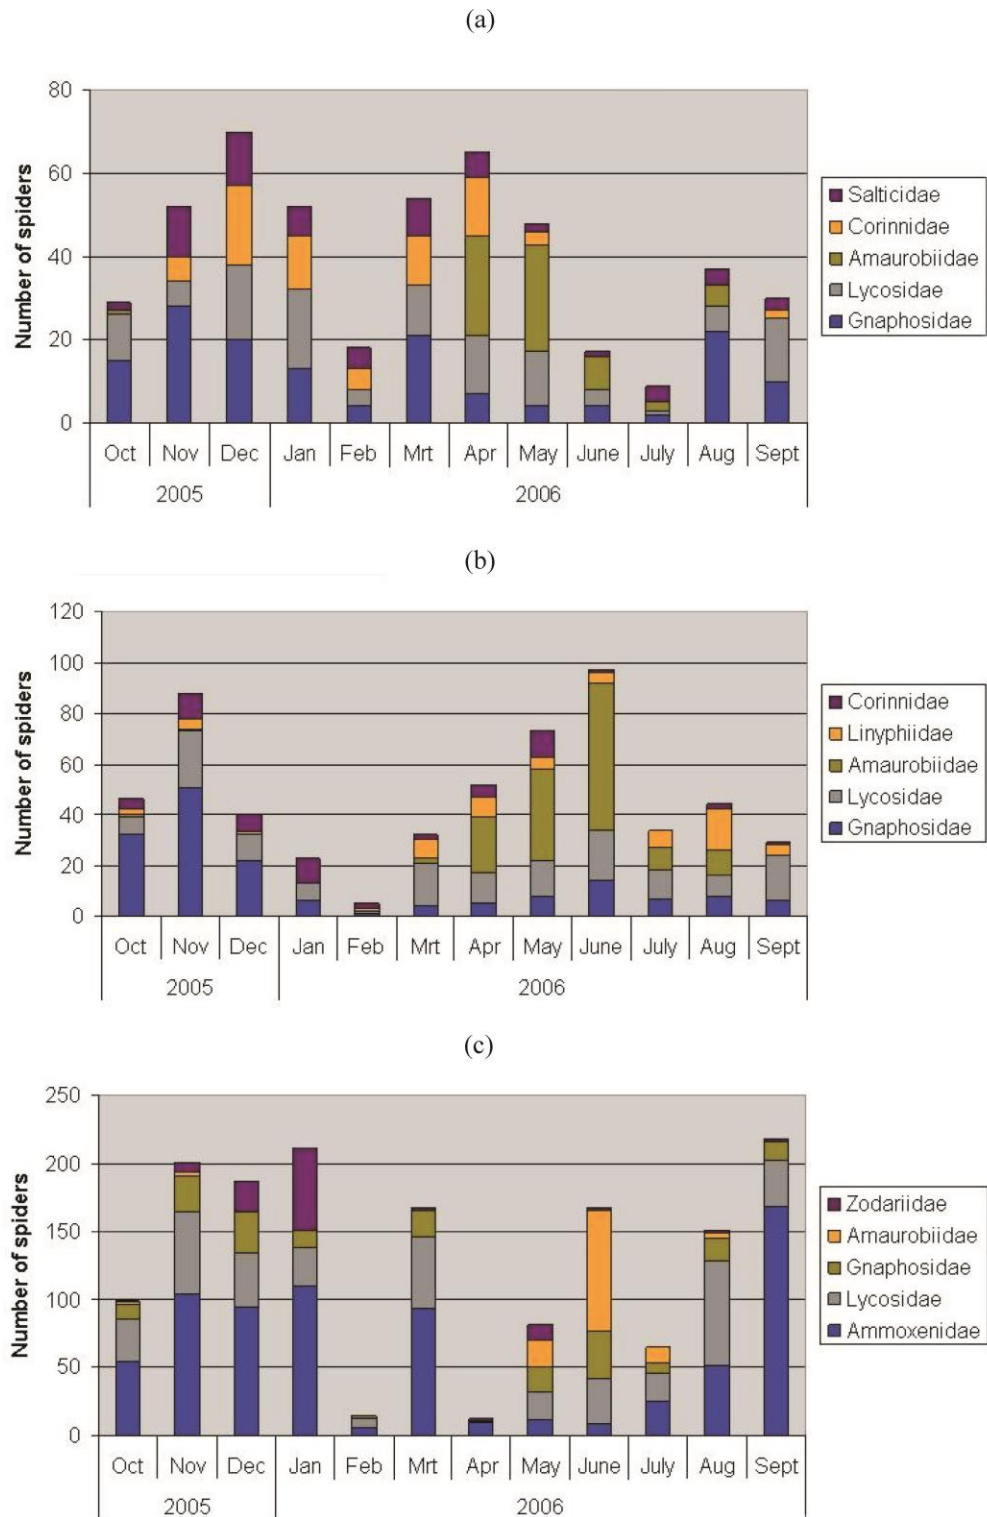 (a)
Number of spiders
80
60
40
20
0
Oct Nov Dec Jan Feb Mrt Apr May June July Aug Sept
2005 2006
Salticidae
Corinnidae
Amaurobiidae
Lycosidae
Gnaphosidae
(b)
Number of spiders
120
100
80
60
40
20
0
Oct Nov Dec Jan Feb Mrt Apr May June July Aug Sept
2005 2006
Corinnidae
Linyphiidae
Amaurobiidae
Lycosidae
Gnaphosidae
(c)
Number of spiders
250
200
150
100
50
0
Oct Nov Dec Jan Feb Mrt Apr May June July Aug Sept
2005 2006
Zodariidae
Amaurobiidae
Gnaphosidae
Lycosidae
Ammoxenidae